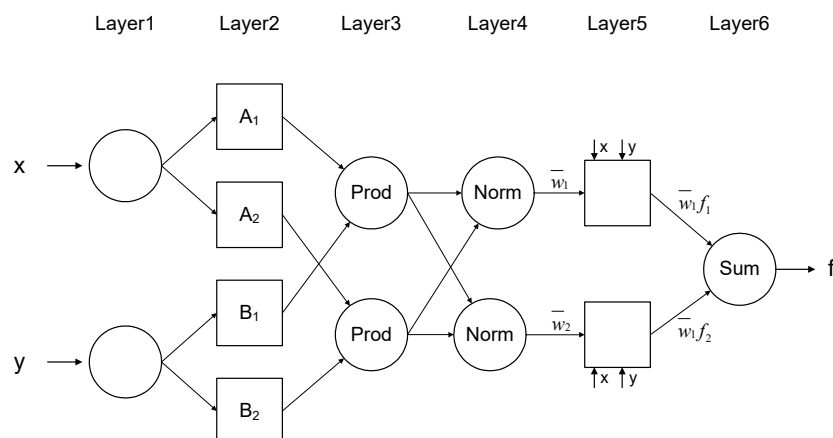 Layer1 Layer2 Layer3 Layer4 Layer5 Layer6
A₁
x y
x
Prod
Norm
w̅₁
w̅₁f₁
A₂
Sum
f
B₁
Prod
Norm
w̅₂
w̅₁f₂
y
x y
B₂